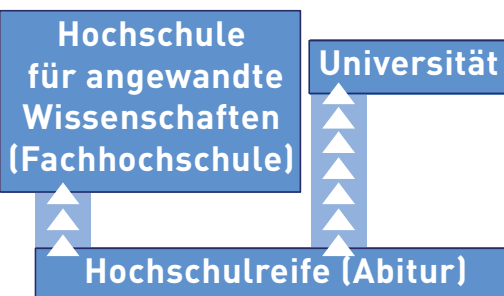 Hochschule
für angewandte
Wissenschaften
(Fachhochschule)
Universität
Hochschulreife (Abitur)